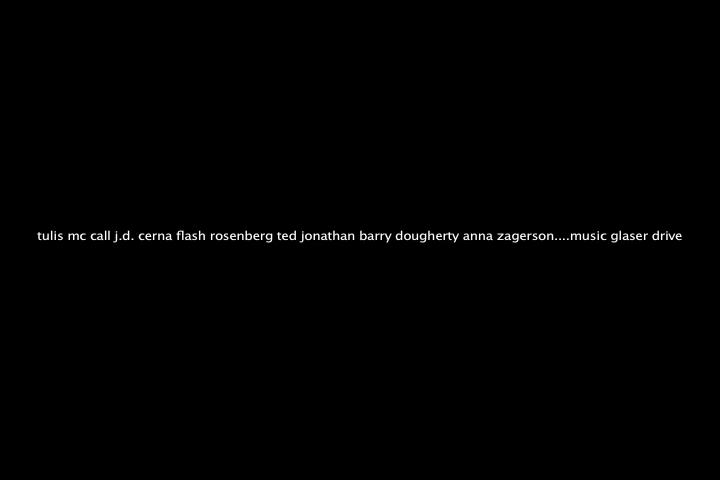 tulis mc call j.d. cerna flash rosenberg ted jonathan barry dougherty anna zagerson....music glaser drive